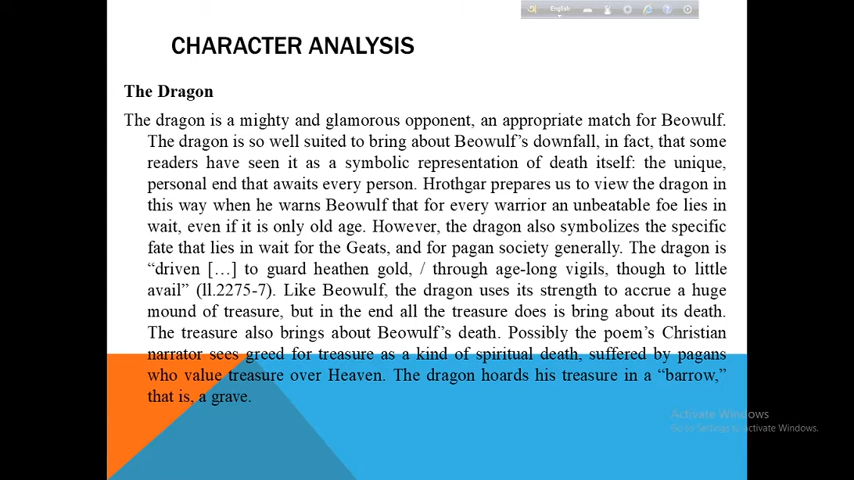 English
CHARACTER ANALYSIS
The Dragon
The dragon is a mighty and glamorous opponent, an appropriate match for Beowulf.
The dragon is so well suited to bring about Beowulf’s downfall, in fact, that some
readers have seen it as a symbolic representation of death itself: the unique,
personal end that awaits every person. Hrothgar prepares us to view the dragon in
this way when he warns Beowulf that for every warrior an unbeatable foe lies in
wait, even if it is only old age. However, the dragon also symbolizes the specific
fate that lies in wait for the Geats, and for pagan society generally. The dragon is
“driven […] to guard heathen gold, / through age-long vigils, though to little
avail” (ll.2275-7). Like Beowulf, the dragon uses its strength to accrue a huge
mound of treasure, but in the end all the treasure does is bring about its death.
The treasure also brings about Beowulf’s death. Possibly the poem’s Christian
narrator sees greed for treasure as a kind of spiritual death, suffered by pagans
who value treasure over Heaven. The dragon hoards his treasure in a “barrow,”
that is, a grave.
Activate Windows
Go to Settings to activate Windows.